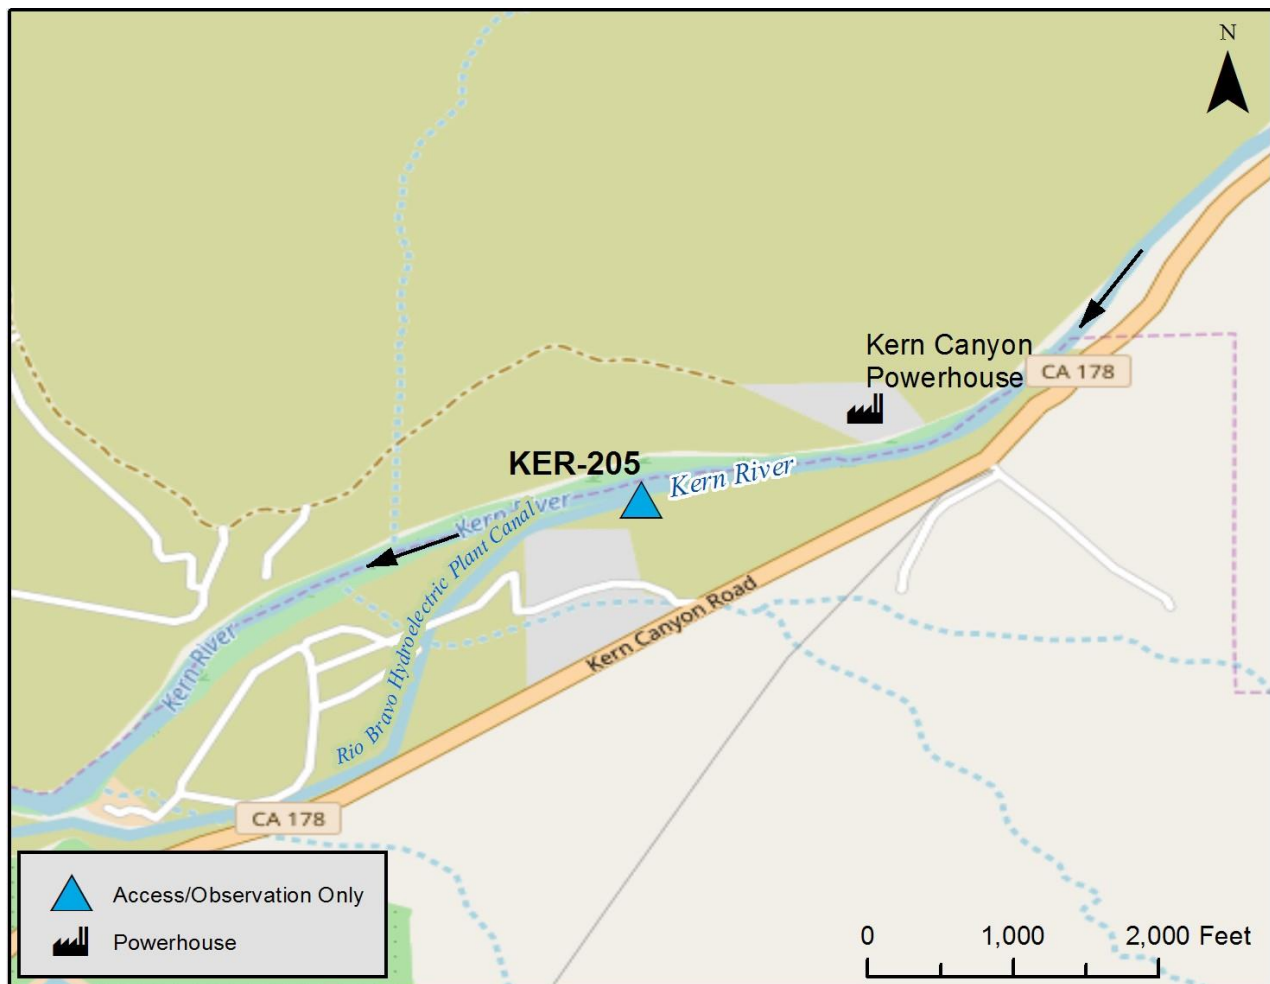 N
Kern Canyon
Powerhouse
CA 178
KER-205
Kern River
Kern River
Rio Bravo Hydroelectric Plant Canal
Kern Canyon Road
Kern River
CA 178
Access/Observation Only
Powerhouse
0 1,000 2,000 Feet